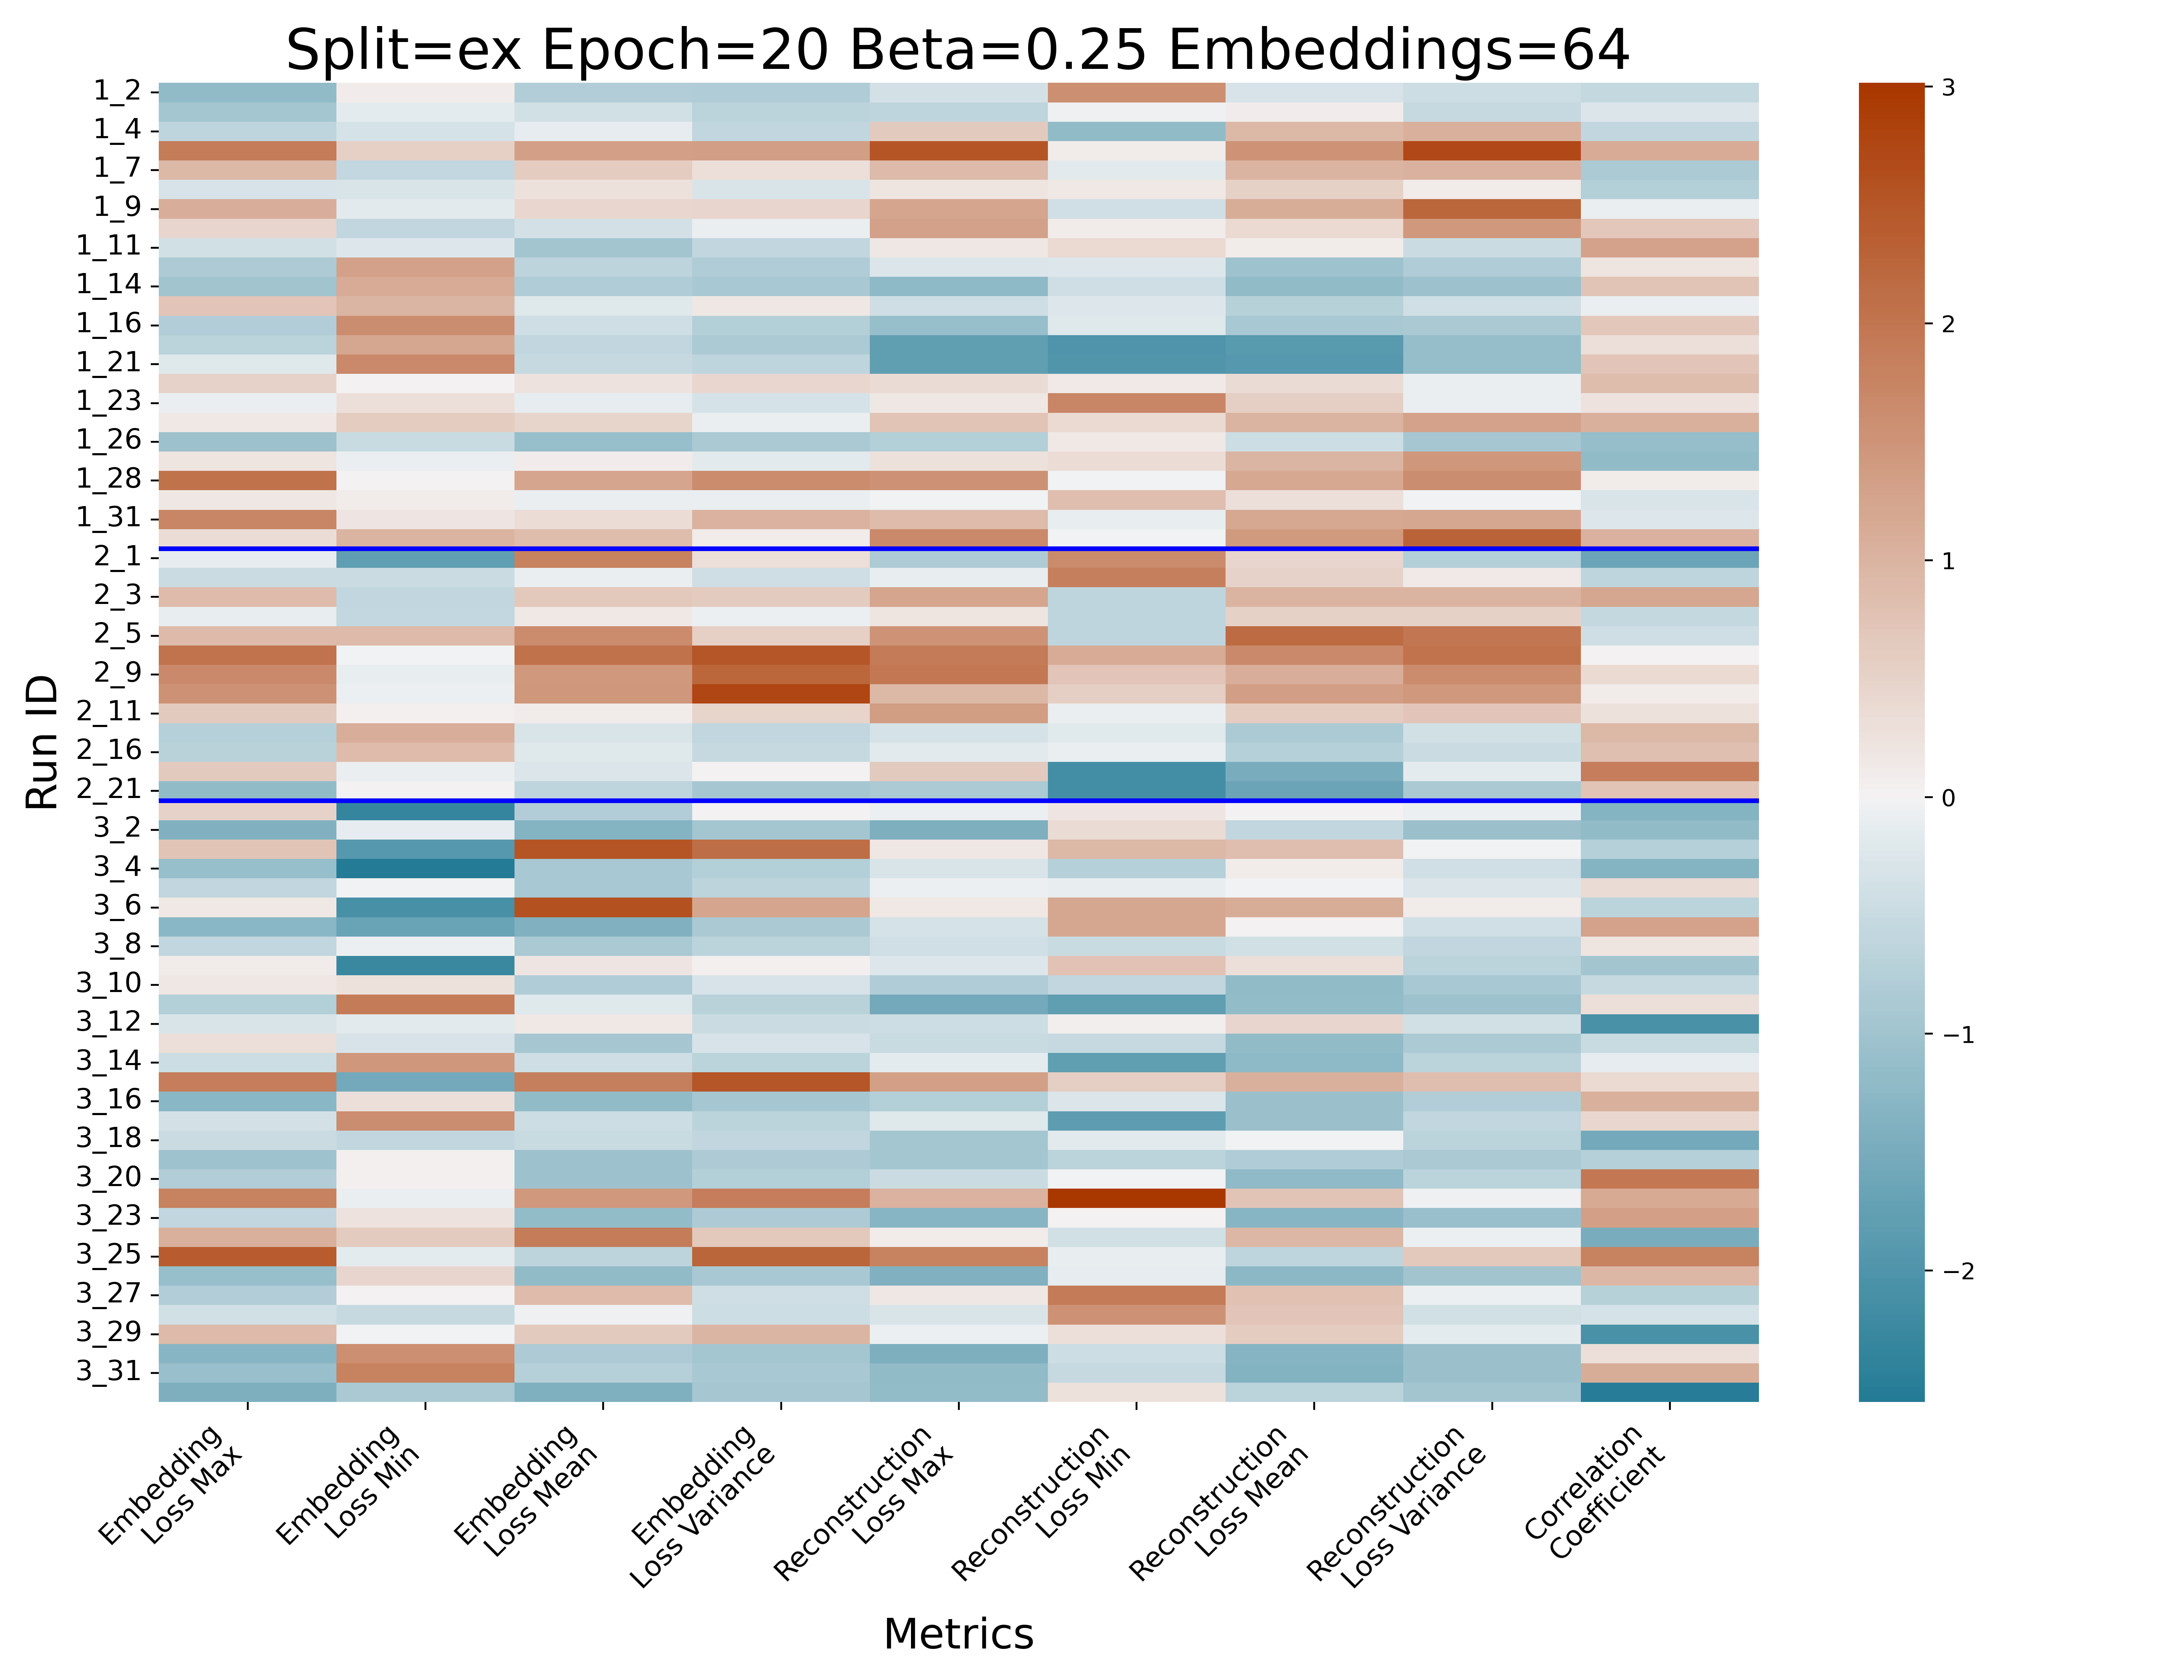 Split=ex Epoch=20 Beta=0.25 Embeddings=64
Run ID
1_2
1_4
1_7
1_9
1_11
1_14
1_16
1_21
1_23
1_26
1_28
1_31
2_1
2_3
2_5
2_9
2_11
2_16
2_21
3_2
3_4
3_6
3_8
3_10
3_12
3_14
3_16
3_18
3_20
3_23
3_25
3_27
3_29
3_31
Embedding
Loss Max
Embedding
Loss Min
Embedding
Loss Mean
Embedding
Loss Variance
Reconstruction
Loss Max
Reconstruction
Loss Min
Reconstruction
Loss Mean
Reconstruction
Loss Variance
Correlation
Coefficient
Metrics
3
2
1
0
−1
−2